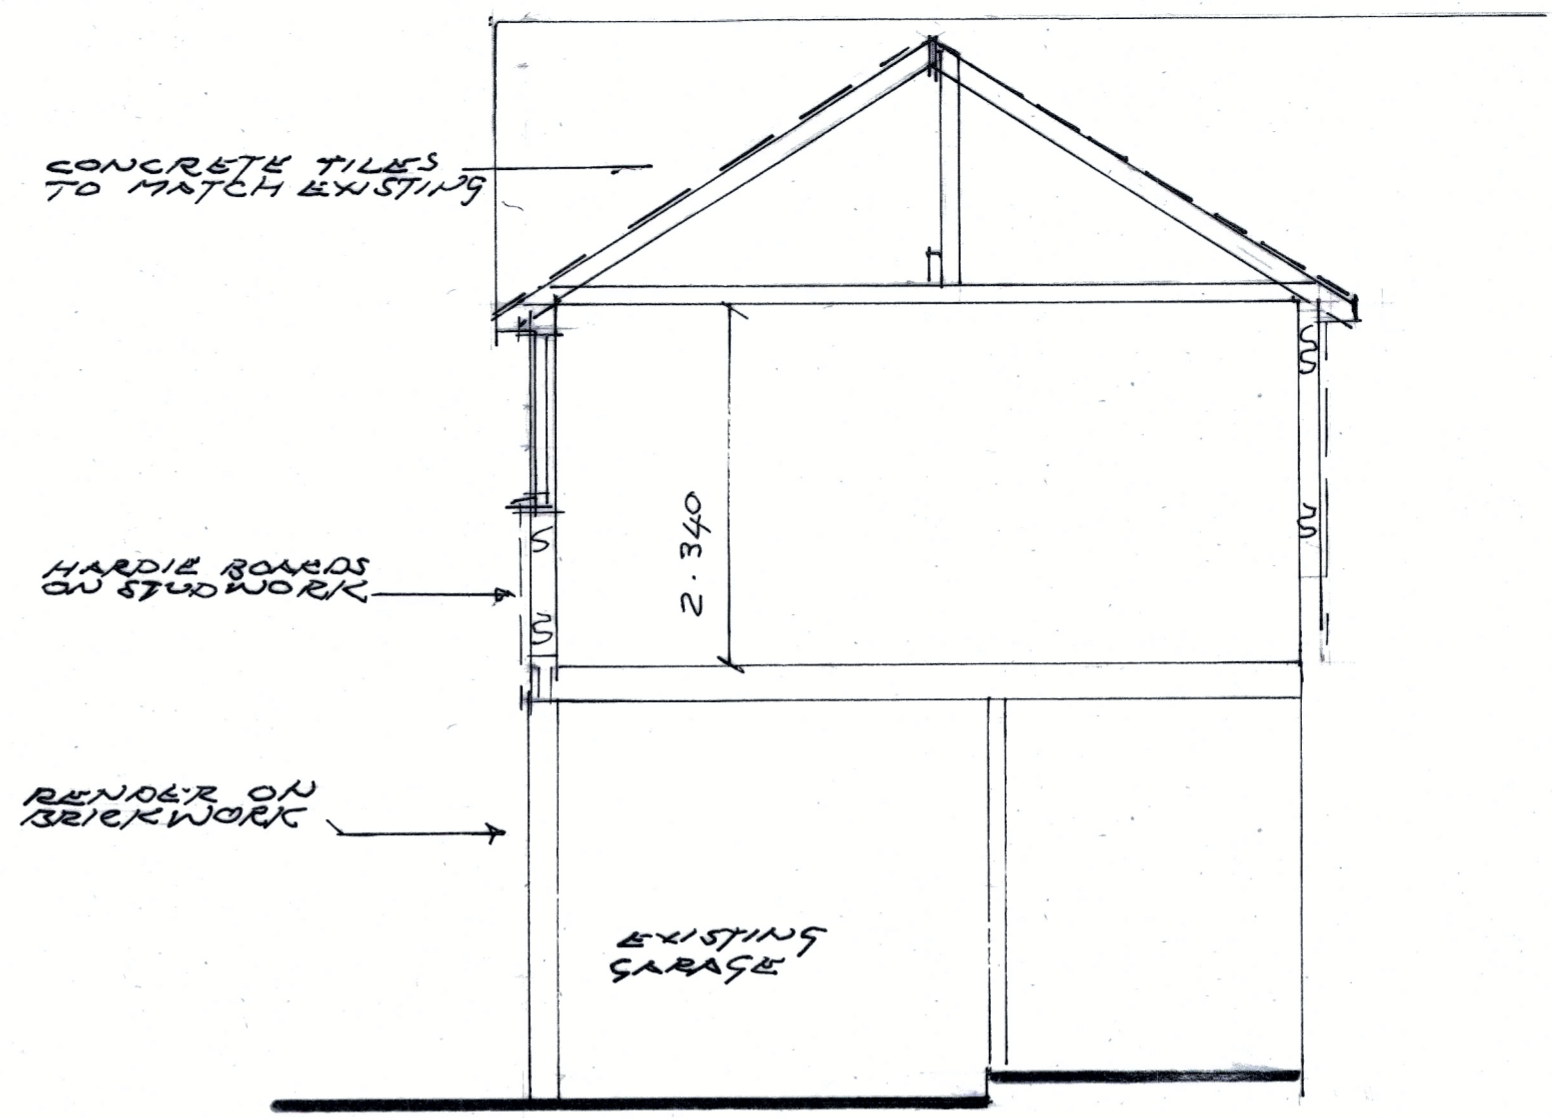 CONCRETE TILES
TO MATCH EXISTING
2.340
HARDIE BOARDS
ON STUDWORK
RENDER ON
BRICKWORK
EXISTING
GARAGE